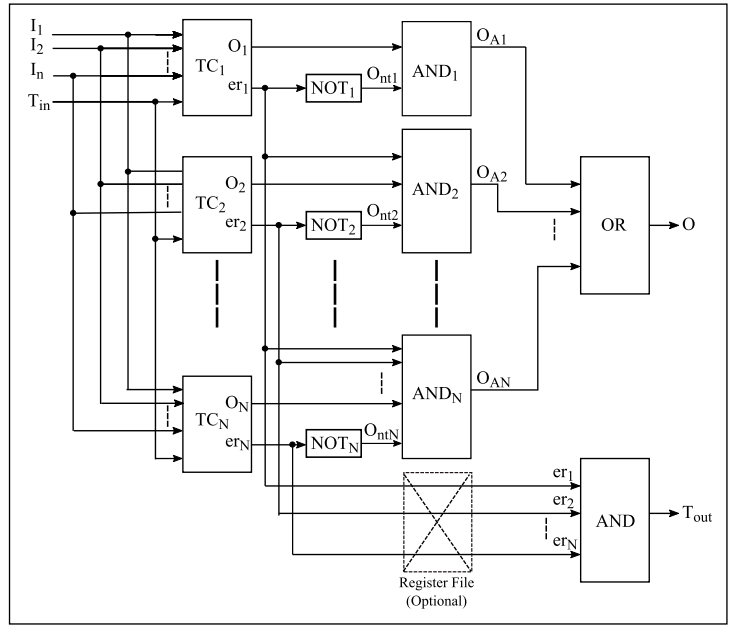 I1
I2
In
Tin
TC1
O1
er1
NOT1
Ont1
AND1
OA1
TC2
O2
er2
NOT2
Ont2
AND2
OA2
OR
O
TCN
ON
erN
NOTN
OntN
ANDN
OAN
er1
er2
erN
AND
Tout
Register File
(Optional)